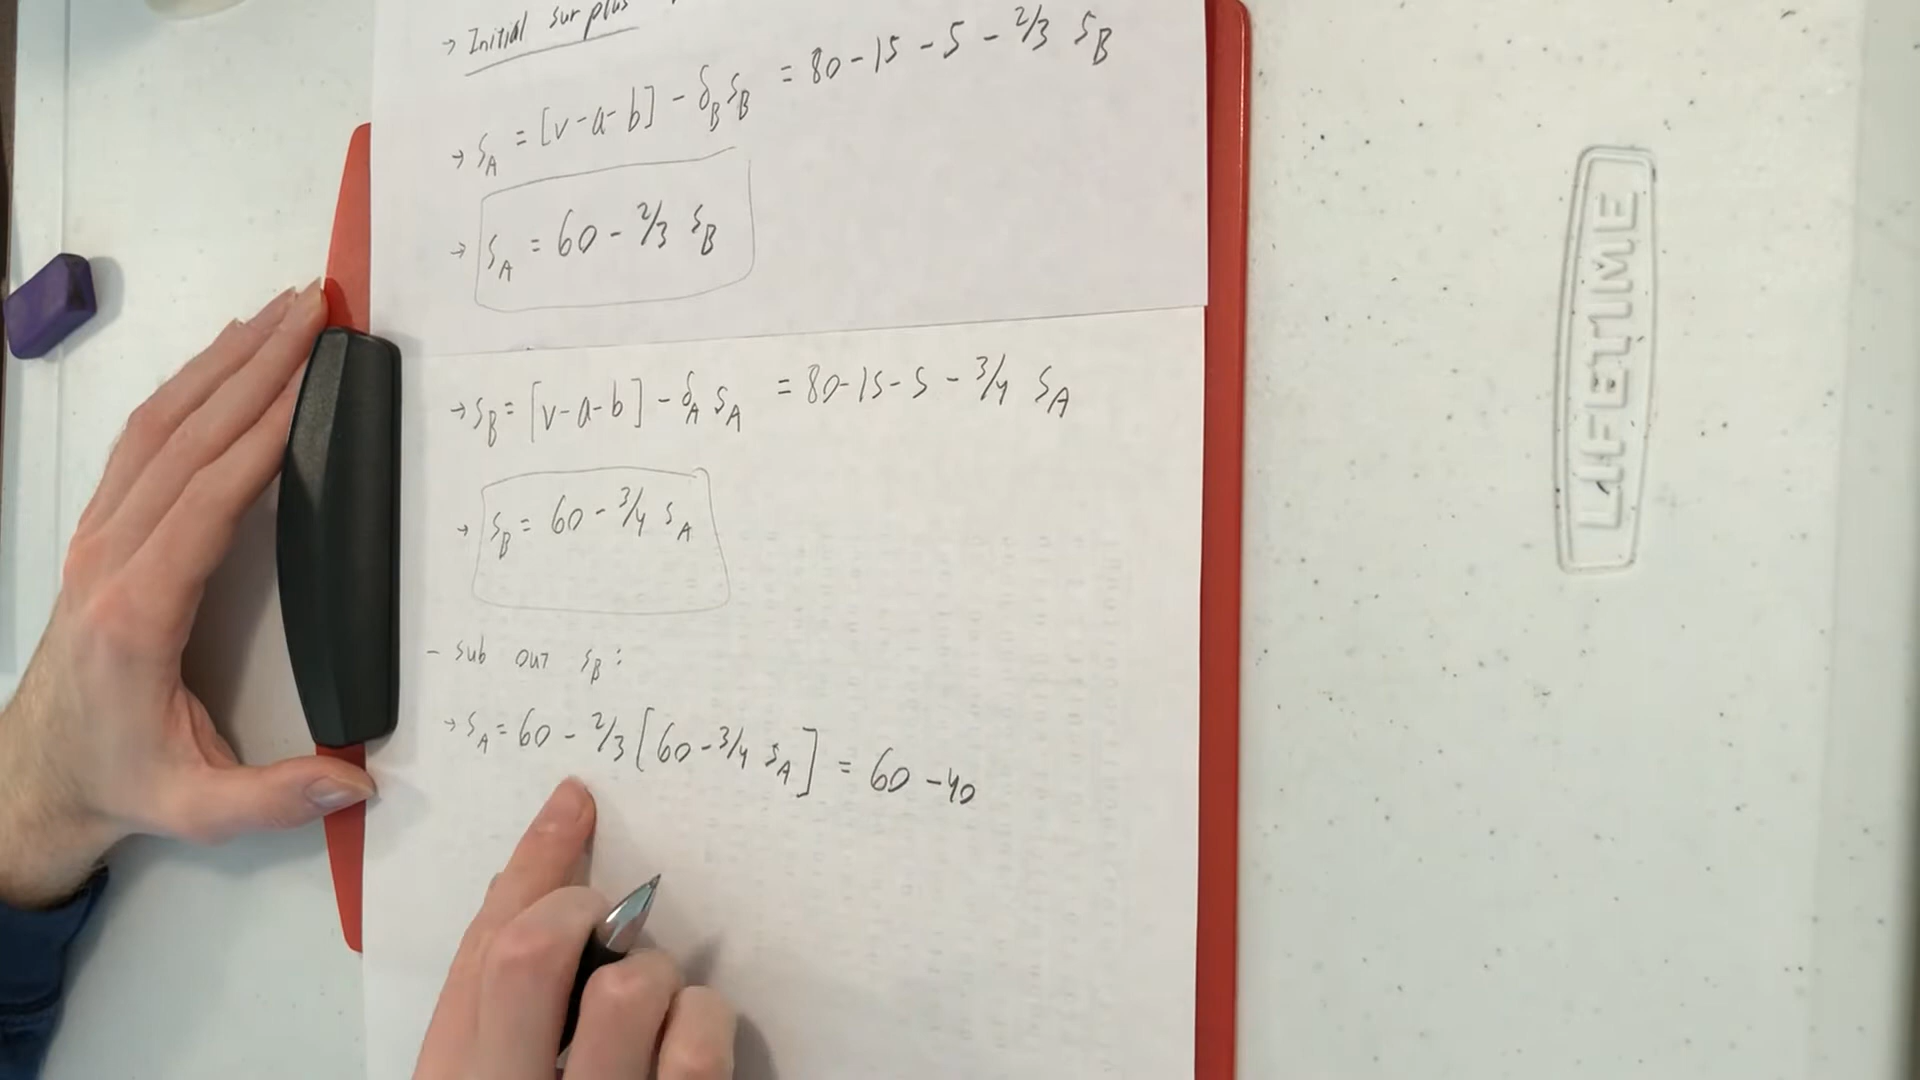 → Initial surplus
→ S_A = [v-a-b] - δ_B S_B = 80-15-5-2/3 S_B
→ S_A = 60 - 2/3 S_B
→ S_B = [v-a-b] - δ_A S_A = 80-15-5-3/4 S_A
→ S_B = 60 - 3/4 S_A
- sub out S_B:
→ S_A = 60 - 2/3 [60 - 3/4 S_A] = 60 - 40
LIFETIME